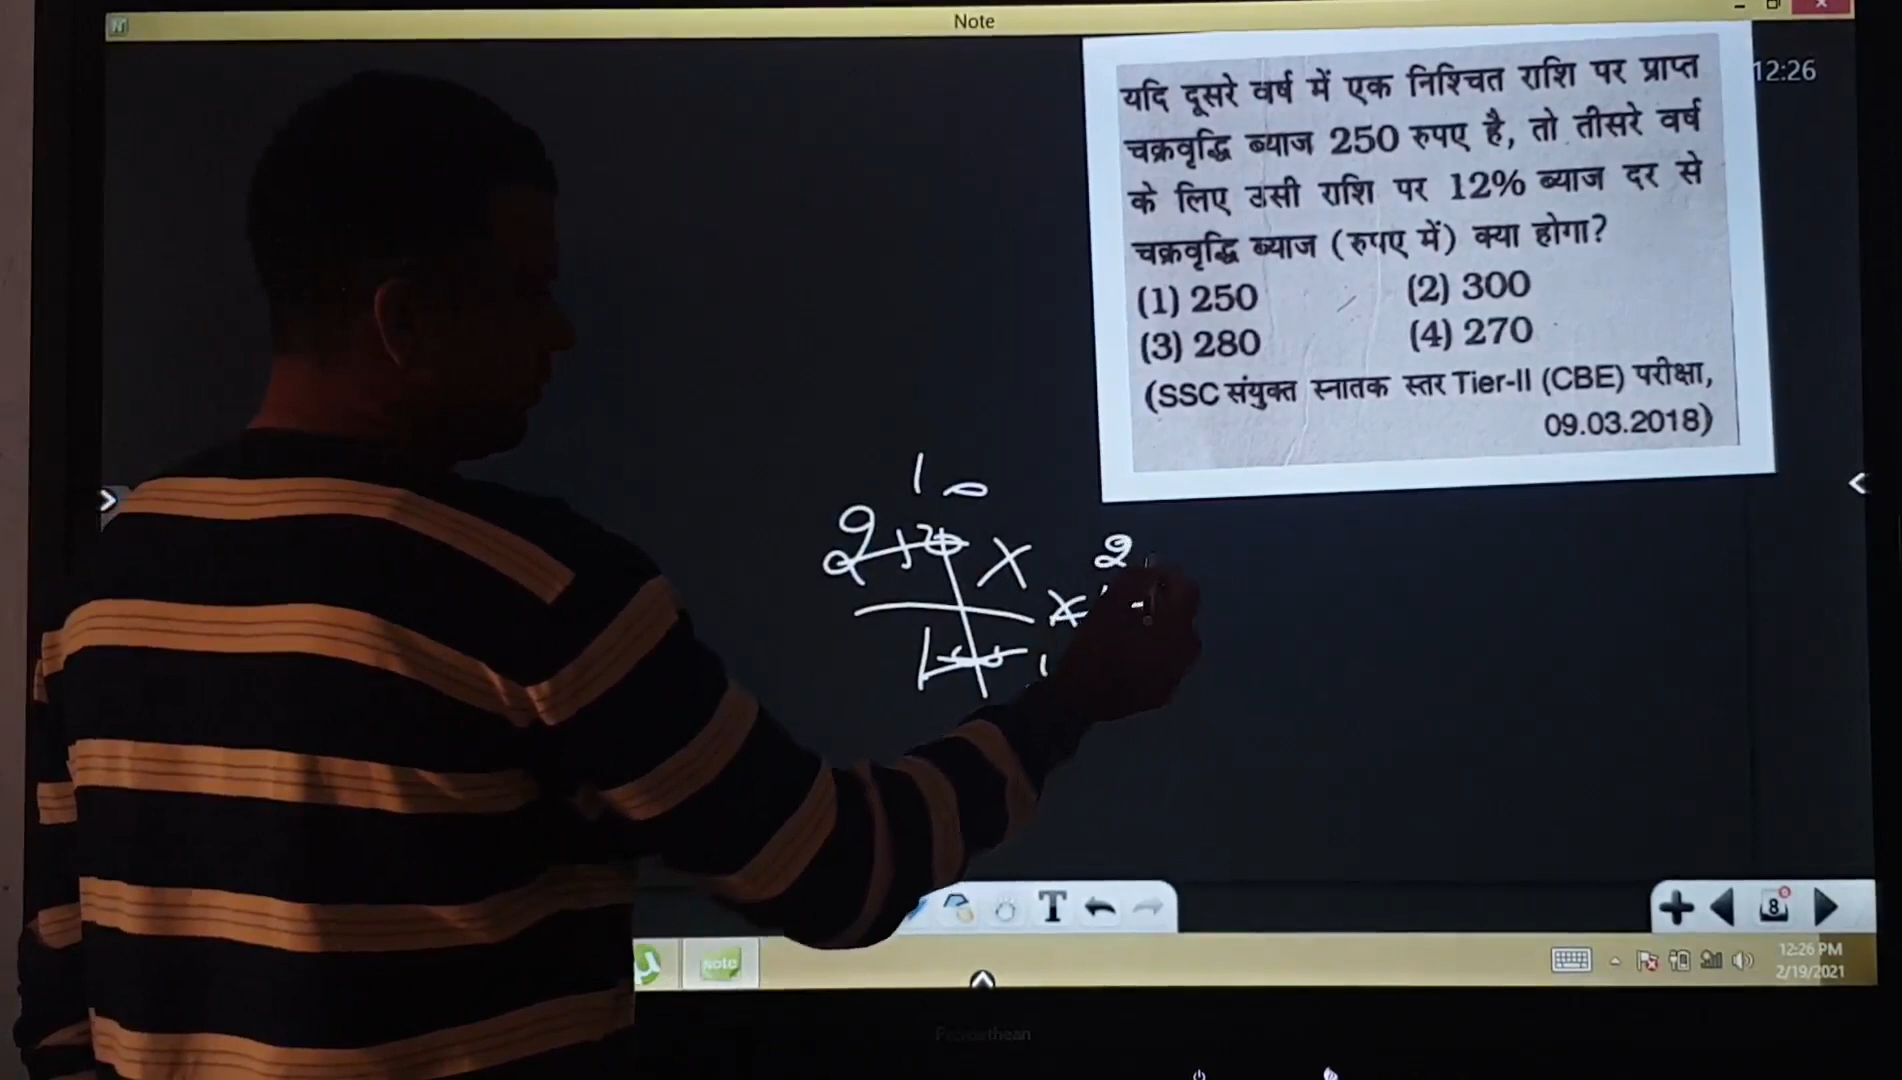 Note
12:26
यदि दूसरे वर्ष में एक निश्चित राशि पर प्राप्त
चक्रवृद्धि ब्याज 250 रुपए है, तो तीसरे वर्ष
के लिए उसी राशि पर 12% ब्याज दर से
चक्रवृद्धि ब्याज (रुपए में) क्या होगा?
(1) 250 (2) 300
(3) 280 (4) 270
(SSC संयुक्त स्नातक स्तर Tier-II (CBE) परीक्षा,
09.03.2018)
T
8
note
12:26 PM
2/19/2021